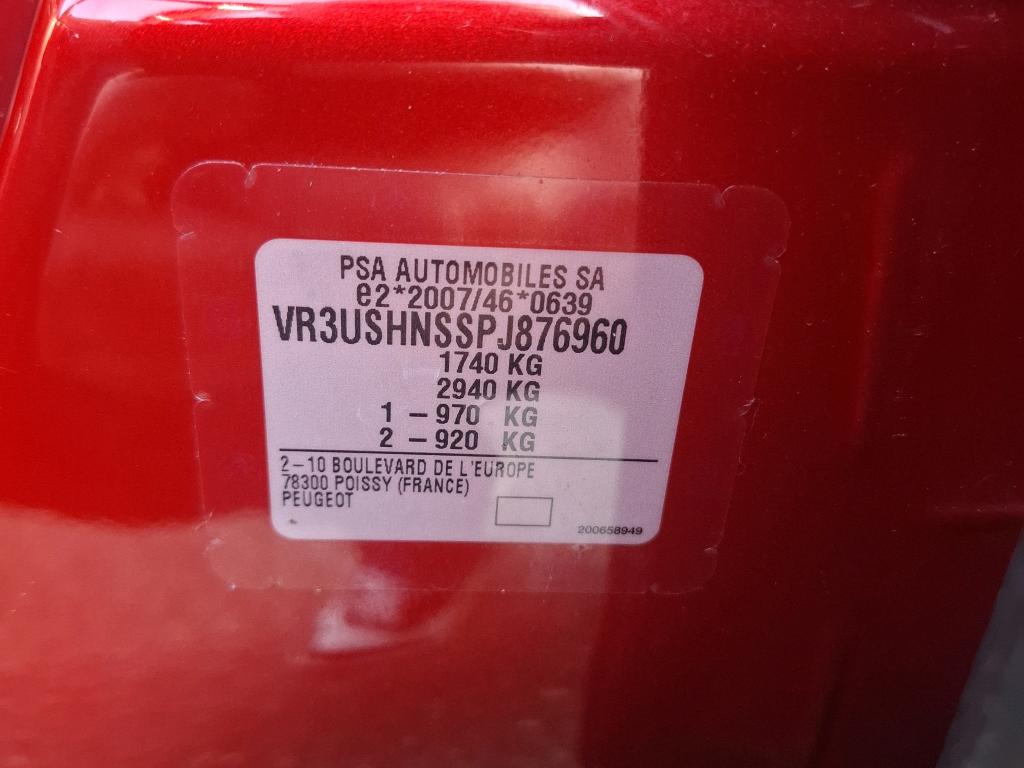 PSA AUTOMOBILES SA
e2*2007/46*0639
VR3USHNSSPJ876960
1740 KG
2940 KG
1 – 970 KG
2 – 920 KG
2–10 BOULEVARD DE L'EUROPE
78300 POISSY (FRANCE)
PEUGEOT
200658949